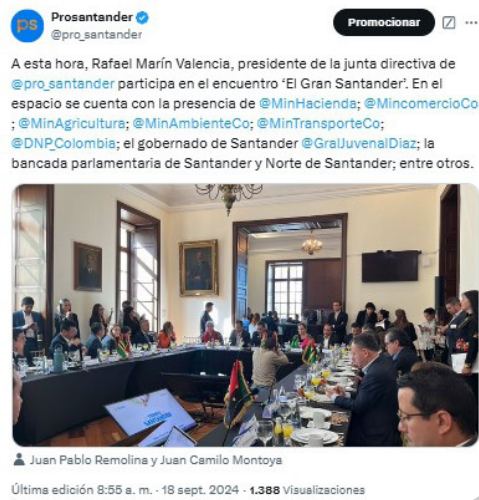 Prosantander
@pro_santander
Promocionar
ps
A esta hora, Rafael Marín Valencia, presidente de la junta directiva de
@pro_santander participa en el encuentro ‘El Gran Santander’. En el
espacio se cuenta con la presencia de @MinHacienda; @MincomercioCo
; @MinAgricultura; @MinAmbienteCo; @MinTransporteCo;
@DNP_Colombia; el gobernado de Santander @GralJuvenalDiaz; la
bancada parlamentaria de Santander y Norte de Santander; entre otros.
Juan Pablo Remolina y Juan Camilo Montoya
Última edición 8:55 a. m. · 18 sept. 2024 · 1.388 Visualizaciones